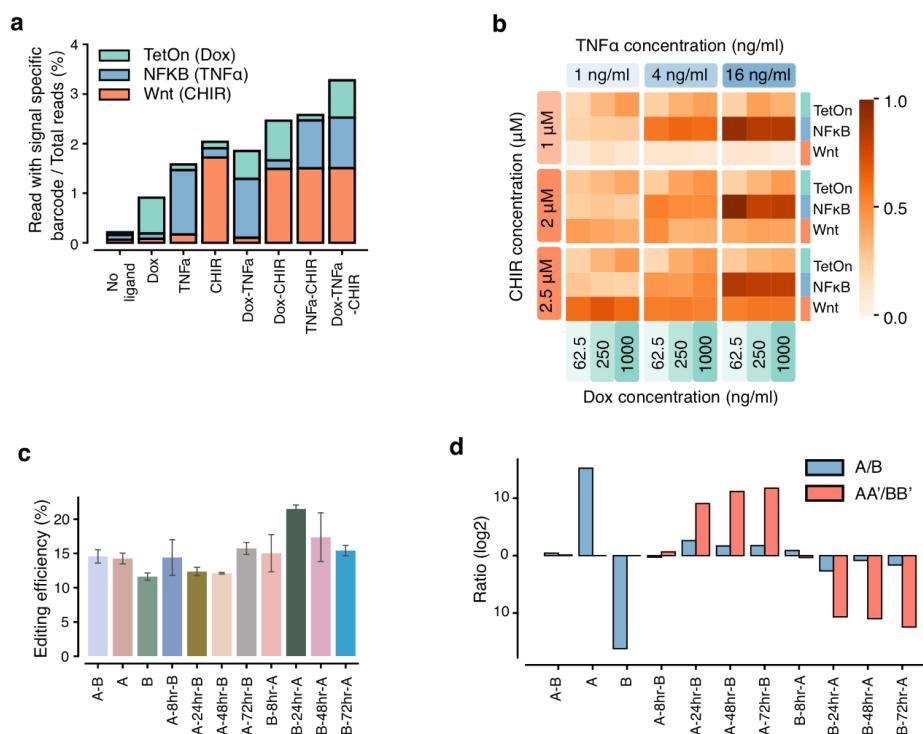 a
Read with signal specific
barcode / Total reads (%)
4
3
2
1
0
TetOn (Dox)
NFKB (TNFα)
Wnt (CHIR)
No
ligand
Dox
TNFa
CHIR
Dox-TNFa
Dox-CHIR
TNFa-CHIR
Dox-TNFa
-CHIR
b
TNFα concentration (ng/ml)
1 ng/ml
4 ng/ml
16 ng/ml
CHIR concentration (μM)
1 μM
2 μM
2.5 μM
TetOn
NFκB
Wnt
TetOn
NFκB
Wnt
TetOn
NFκB
Wnt
1.0
0.5
0.0
62.5
250
1000
62.5
250
1000
62.5
250
1000
Dox concentration (ng/ml)
c
Editing efficiency (%)
20
15
10
5
0
A-B
A
B
A-8hr-B
A-24hr-B
A-48hr-B
A-72hr-B
B-8hr-A
B-24hr-A
B-48hr-A
B-72hr-A
d
Ratio (log2)
10
0
10
A/B
AA'/BB'
A-B
A
B
A-8hr-B
A-24hr-B
A-48hr-B
A-72hr-B
B-8hr-A
B-24hr-A
B-48hr-A
B-72hr-A